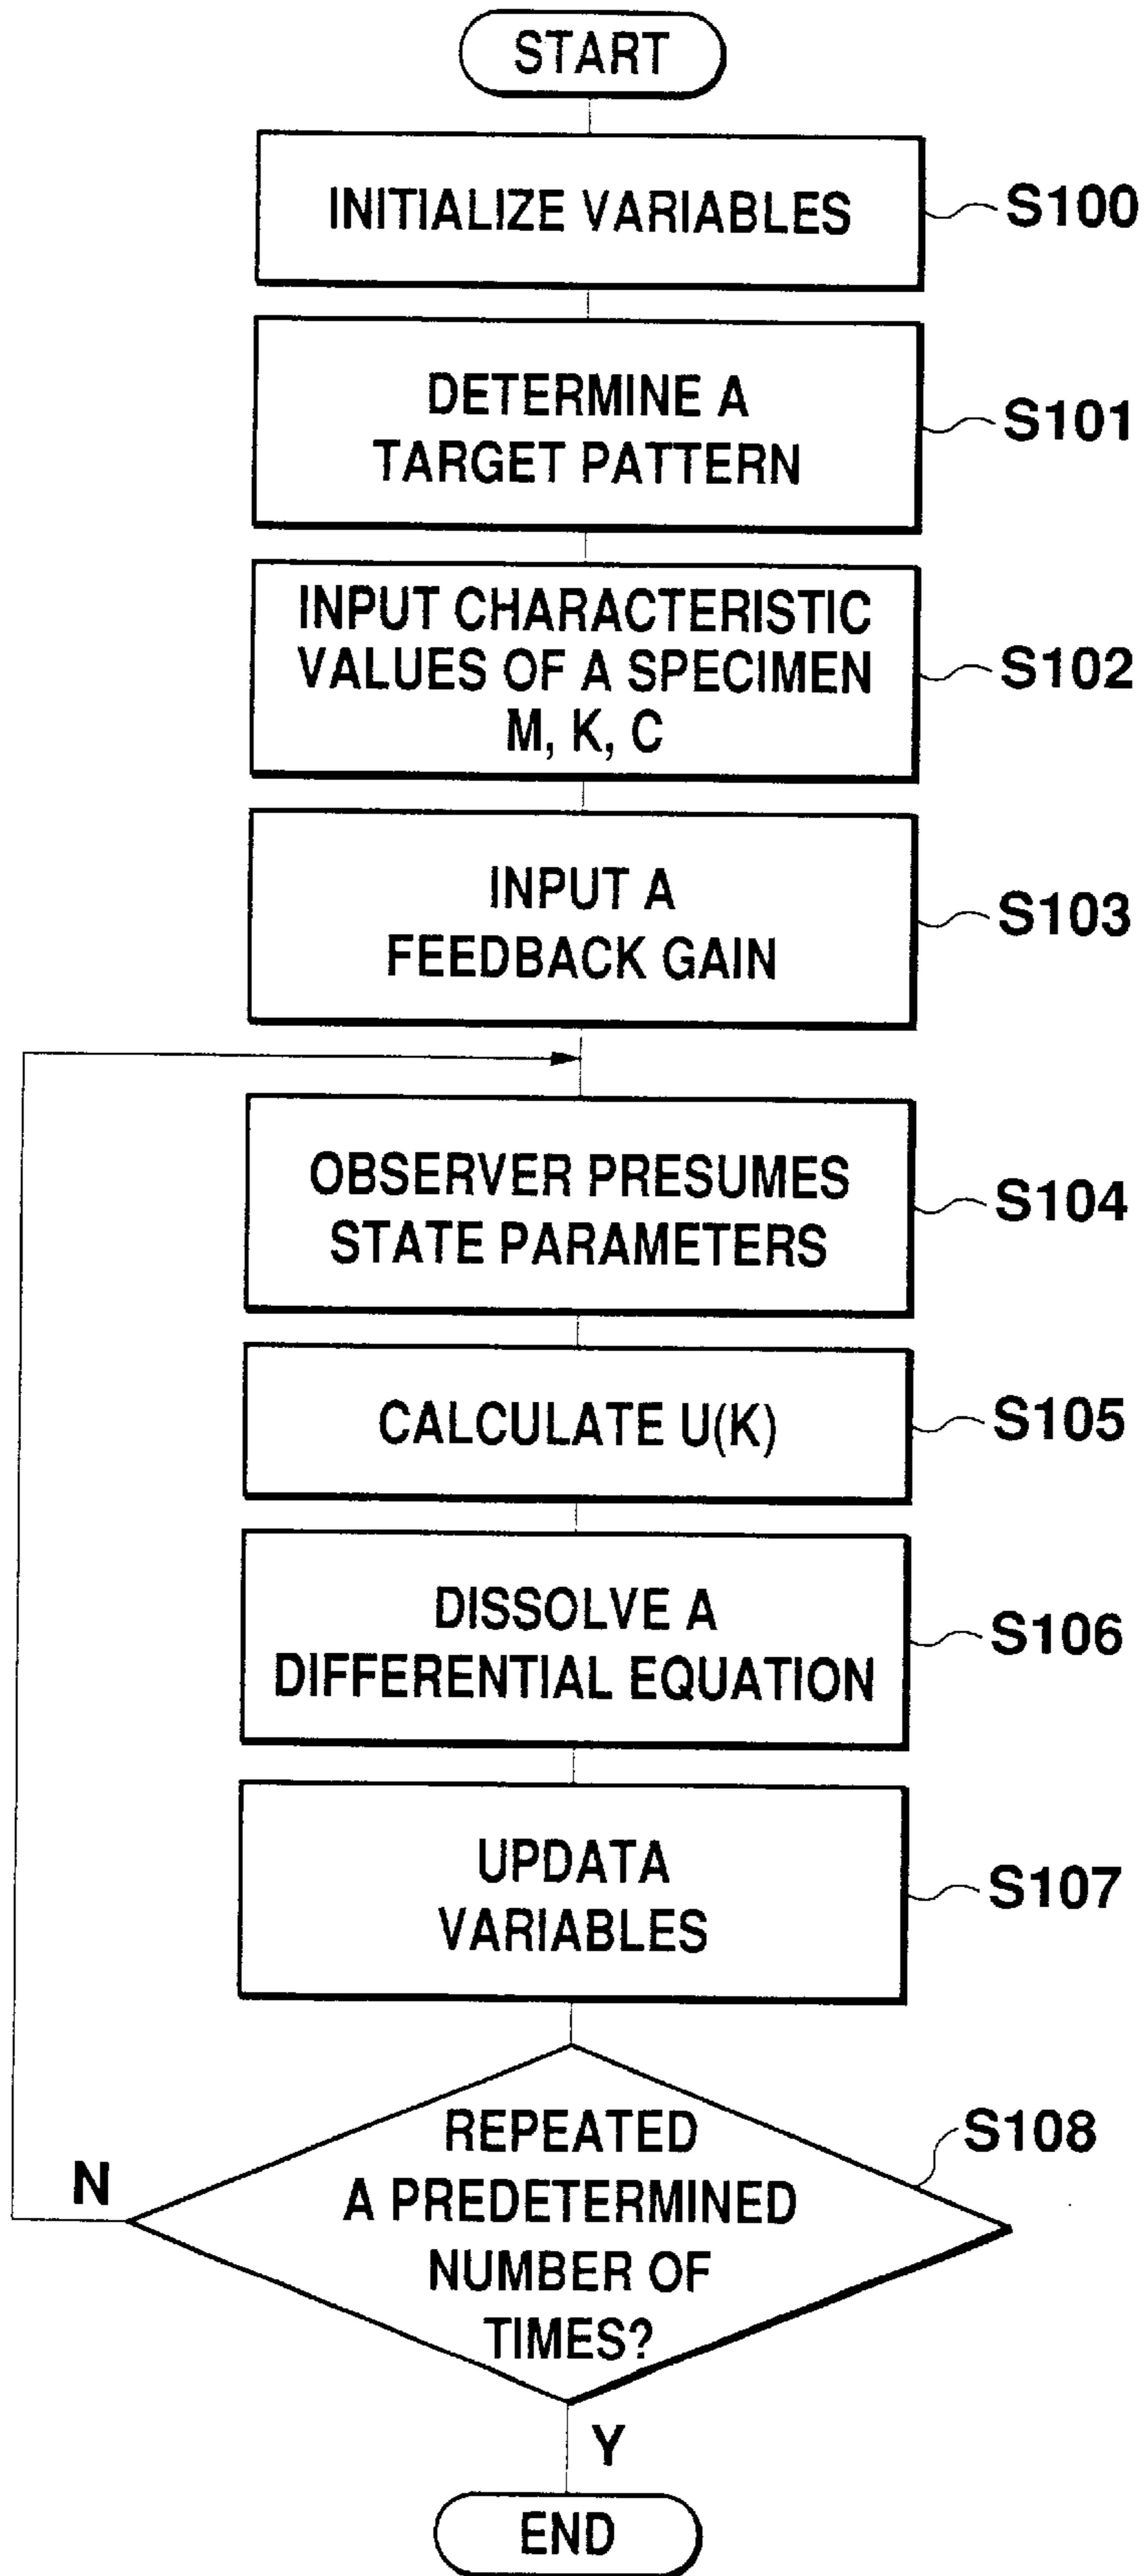 START
INITIALIZE VARIABLES
S100
DETERMINE A
TARGET PATTERN
S101
INPUT CHARACTERISTIC
VALUES OF A SPECIMEN
M, K, C
S102
INPUT A
FEEDBACK GAIN
S103
OBSERVER PRESUMES
STATE PARAMETERS
S104
CALCULATE U(K)
S105
DISSOLVE A
DIFFERENTIAL EQUATION
S106
UPDATA
VARIABLES
S107
REPEATED
A PREDETERMINED
NUMBER OF
TIMES?
S108
N
Y
END